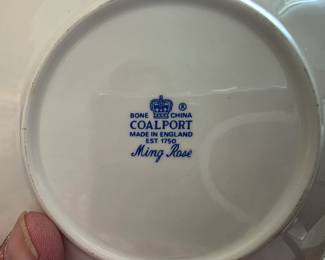 BONE CHINA ®
COALPORT
MADE IN ENGLAND
EST 1750
Ming Rose